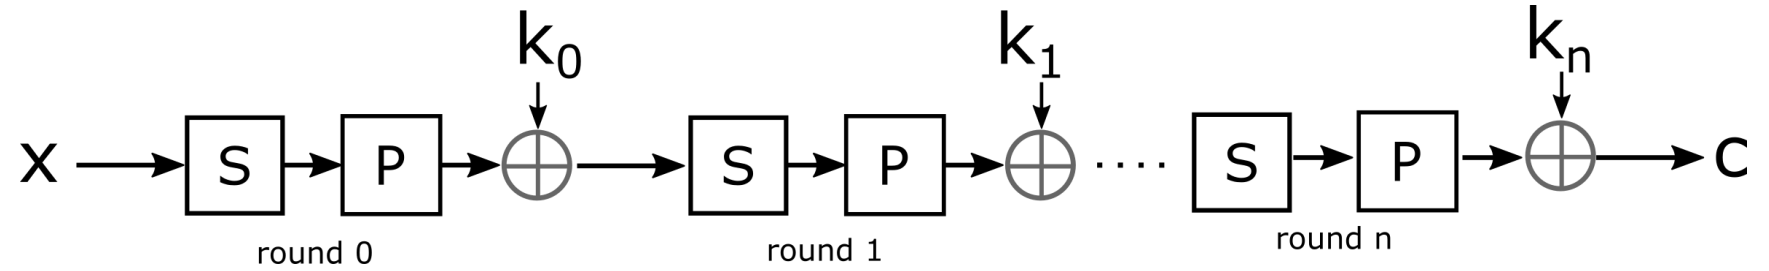 k₀ k₁ kₙ
x S P ⊕ S P ⊕ .... S P ⊕ c
round 0 round 1 round n